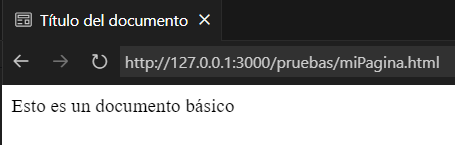 Título del documento
http://127.0.0.1:3000/pruebas/miPagina.html
Esto es un documento básico